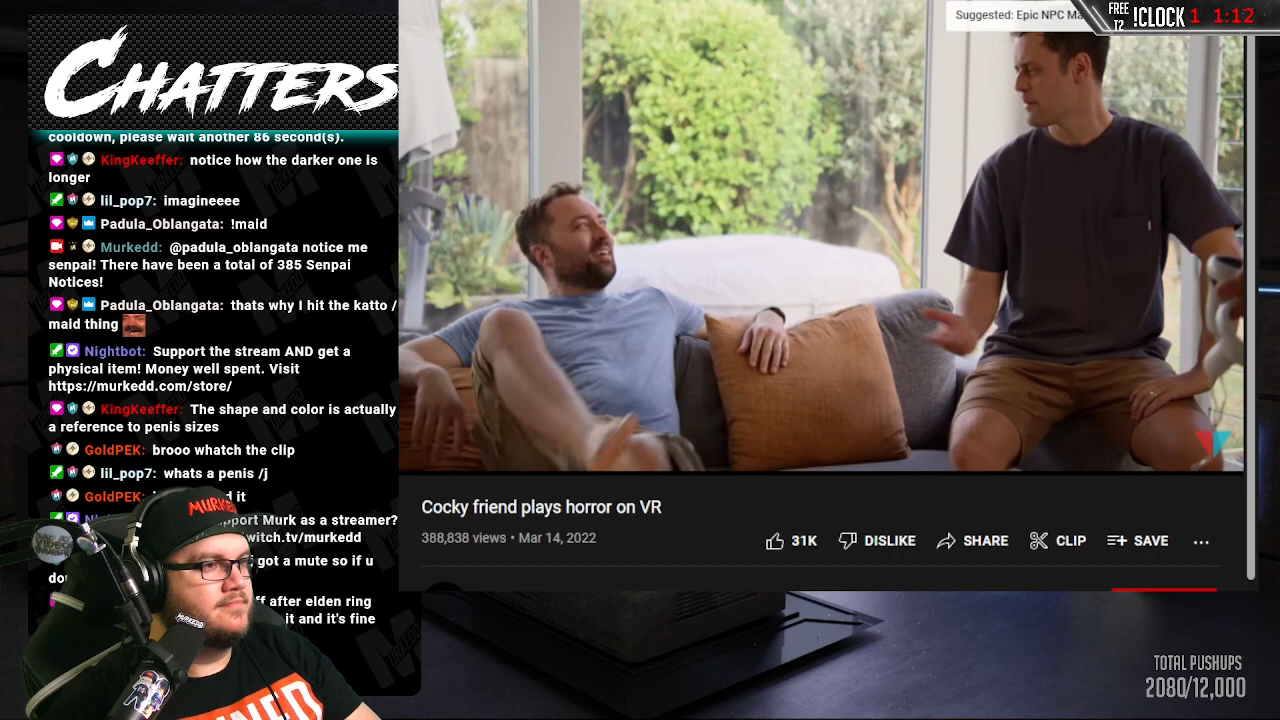 CHATTERS
cooldown, please wait another 86 second(s).
KingKeeffer: notice how the darker one is
longer
lil_pop7: imagineeee
Padula_Oblangata: !mald
Murkedd: @padula_oblangata notice me
senpai! There have been a total of 385 Senpai
Notices!
Padula_Oblangata: thats why I hit the katto /
mald thing
Nightbot: Support the stream AND get a
physical item! Money well spent. Visit
https://murkedd.com/store/
KingKeeffer: The shape and color is actually
a reference to penis sizes
GoldPEK: brooo whatch the clip
lil_pop7: whats a penis /j
GoldPEK: it
Support Murk as a streamer?
witch.tv/murkedd
got a mute so if u
after elden ring
it and it's fine
MURKEDD
Suggested: Epic NPC Ma
FREE
12
!CLOCK 1 1:12
Cocky friend plays horror on VR
388,838 views • Mar 14, 2022
31K
DISLIKE
SHARE
CLIP
SAVE
TOTAL PUSHUPS
2080/12,000